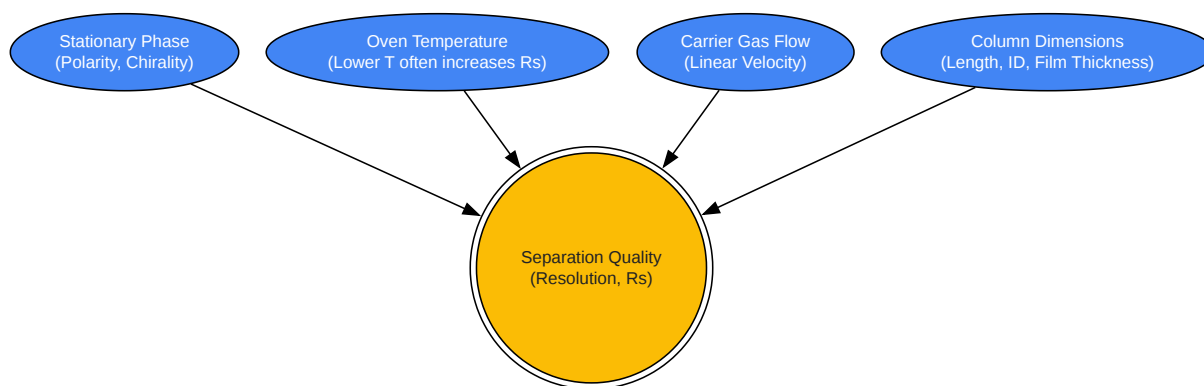 Stationary Phase
(Polarity, Chirality)
Oven Temperature
(Lower T often increases Rs)
Carrier Gas Flow
(Linear Velocity)
Column Dimensions
(Length, ID, Film Thickness)
Separation Quality
(Resolution, Rs)